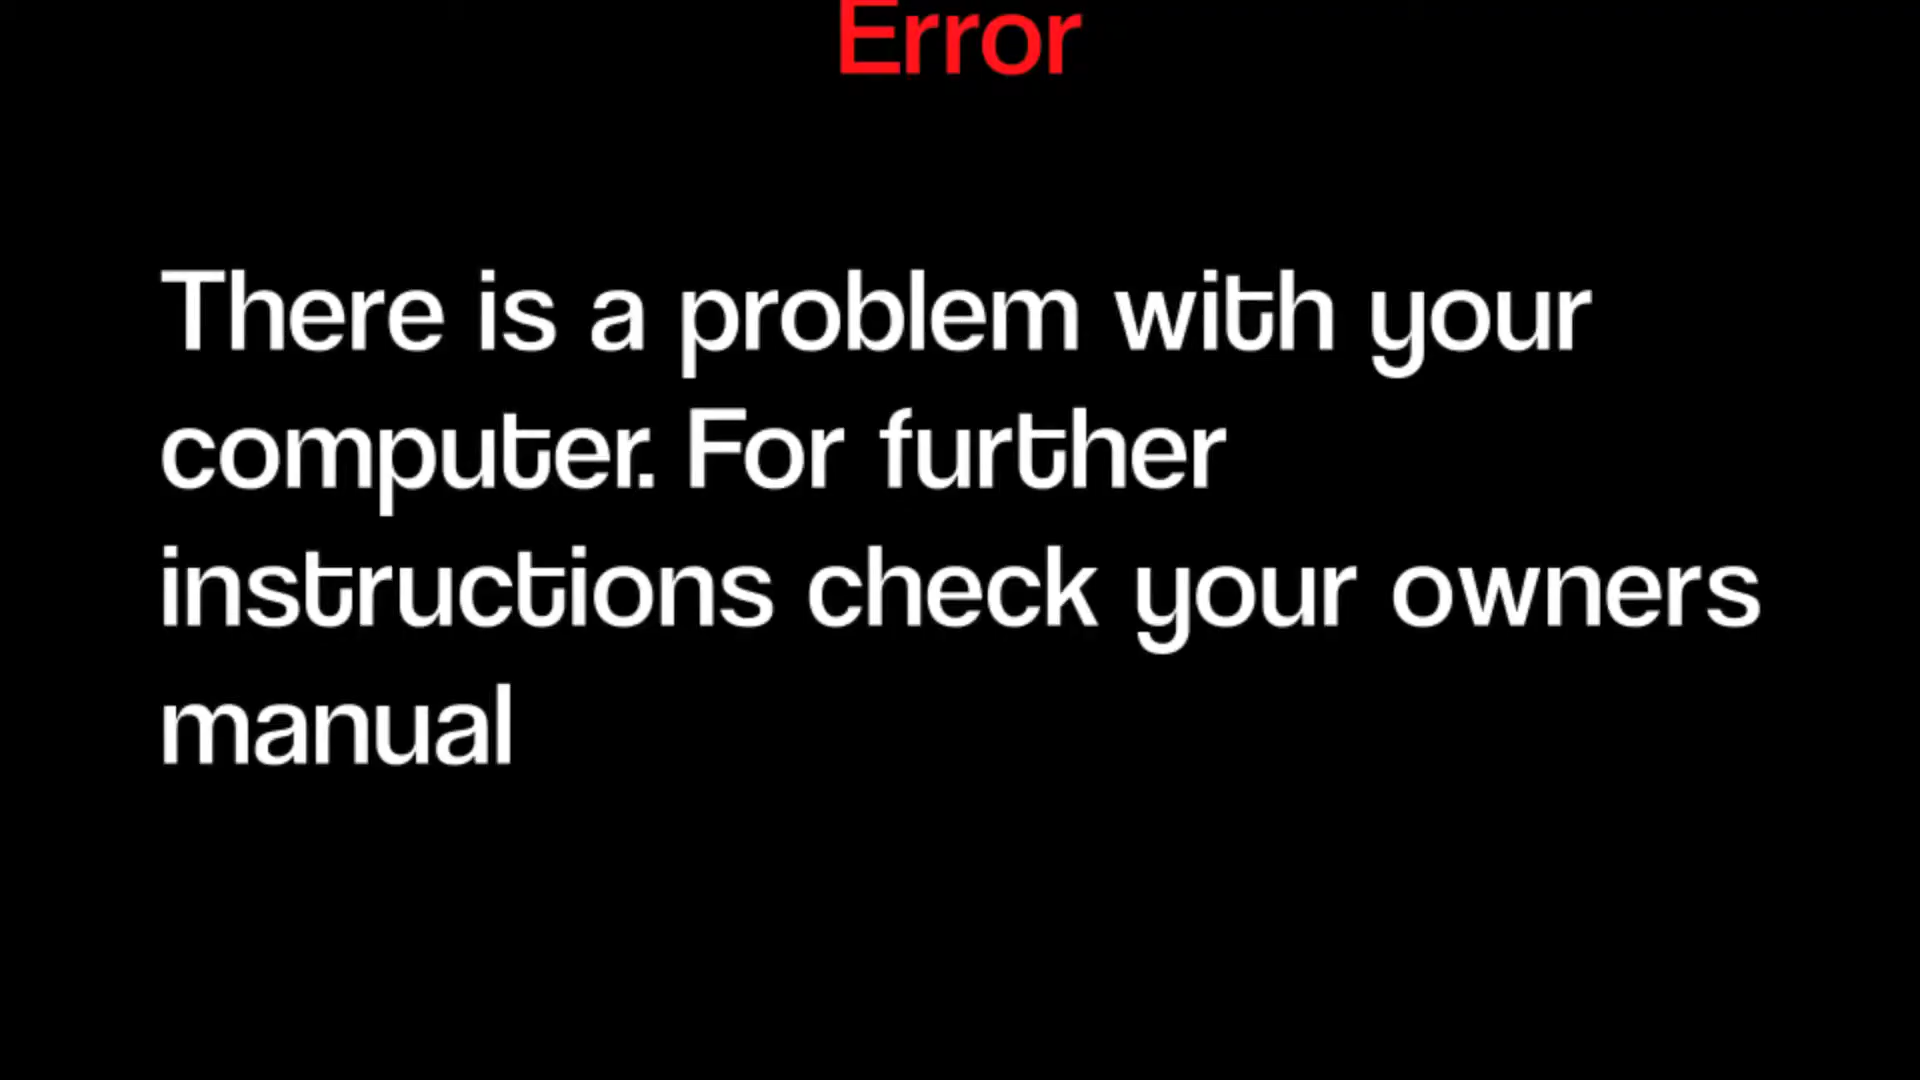 Error
There is a problem with your
computer. For further
instructions check your owners
manual